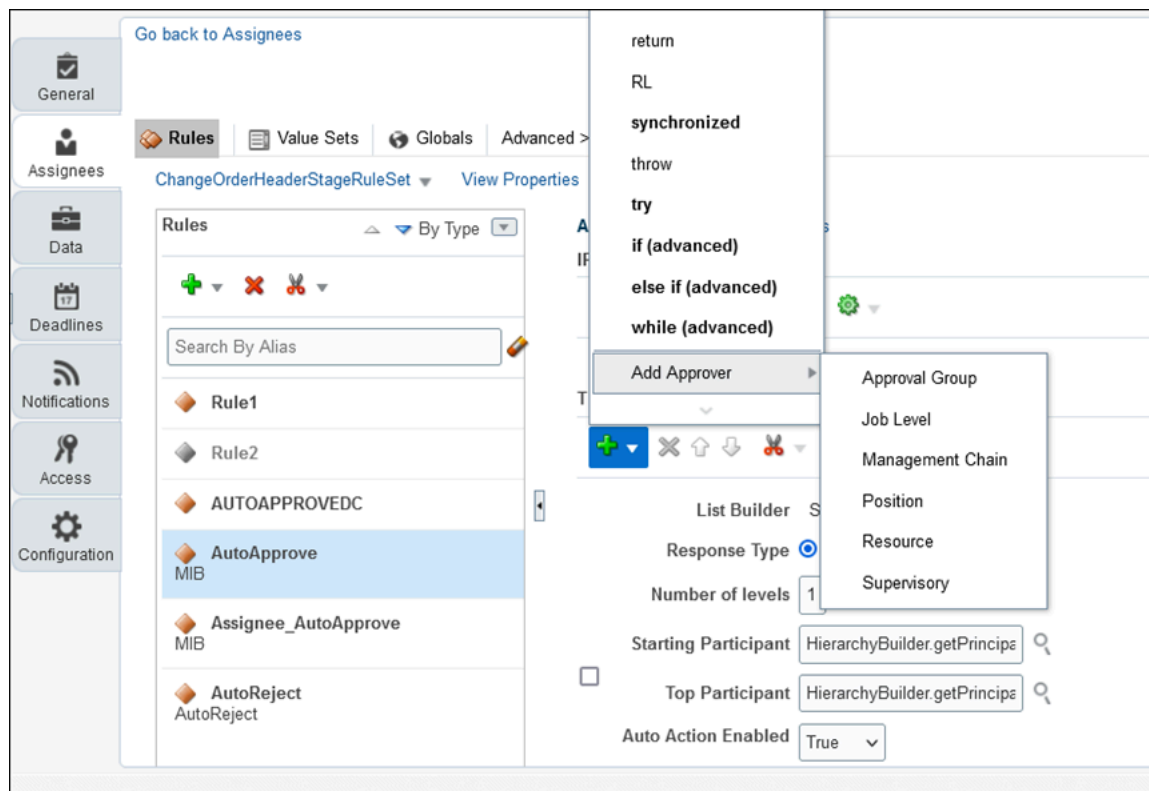 Go back to Assignees
General
Assignees
Data
17
Deadlines
Notifications
Access
Configuration
Rules
Value Sets
Globals
Advanced >
ChangeOrderHeaderStageRuleSet
View Properties
Rules
By Type
Search By Alias
Rule1
Rule2
AUTOAPPROVEDC
AutoApprove
MIB
Assignee_AutoApprove
MIB
AutoReject
AutoReject
return
RL
synchronized
throw
try
if (advanced)
else if (advanced)
while (advanced)
Add Approver
Approval Group
Job Level
Management Chain
Position
Resource
Supervisory
List Builder
Response Type
Number of levels 1
Starting Participant HierarchyBuilder.getPrincipa
Top Participant HierarchyBuilder.getPrincipa
Auto Action Enabled True